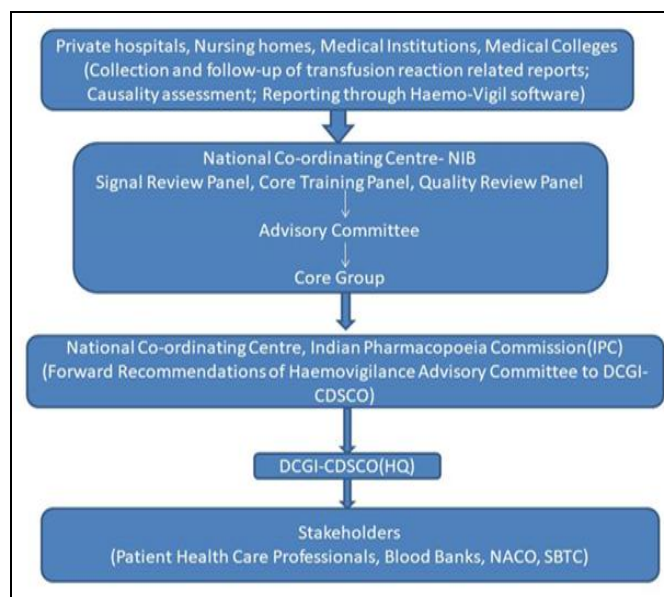 Private hospitals, Nursing homes, Medical Institutions, Medical Colleges
(Collection and follow-up of transfusion reaction related reports;
Causality assessment; Reporting through Haemo-Vigil software)
National Co-ordinating Centre- NIB
Signal Review Panel, Core Training Panel, Quality Review Panel
Advisory Committee
Core Group
National Co-ordinating Centre, Indian Pharmacopoeia Commission(IPC)
(Forward Recommendations of Haemovigilance Advisory Committee to DCGI-
CDSCO)
DCGI-CDSCO(HQ)
Stakeholders
(Patient Health Care Professionals, Blood Banks, NACO, SBTC)